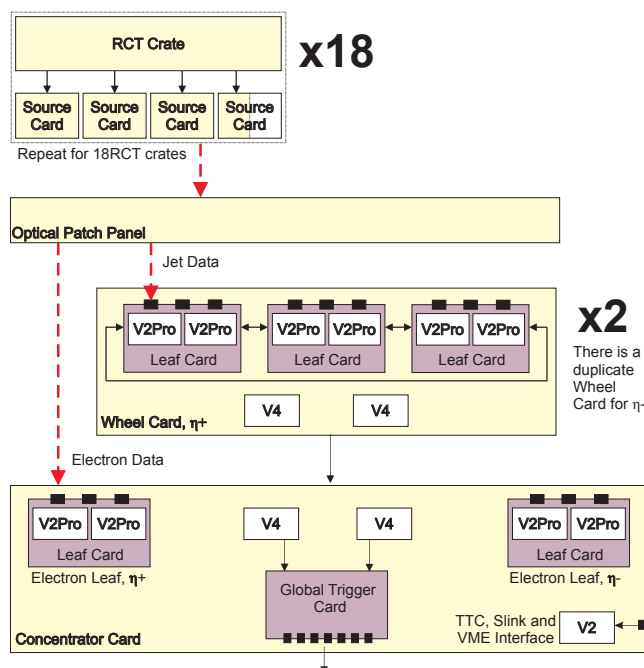 RCT Crate
x18
Source Card
Source Card
Source Card
Source Card
Repeat for 18RCT crates
Optical Patch Panel
Jet Data
V2Pro V2Pro
V2Pro V2Pro
V2Pro V2Pro
Leaf Card
Leaf Card
Leaf Card
x2
There is a
duplicate
Wheel
Card for η-
V4
V4
Wheel Card, η+
Electron Data
V2Pro V2Pro
Leaf Card
Electron Leaf, η+
V4
V4
V2Pro V2Pro
Leaf Card
Electron Leaf, η-
Global Trigger
Card
TTC, Slink and
VME Interface
V2
Concentrator Card